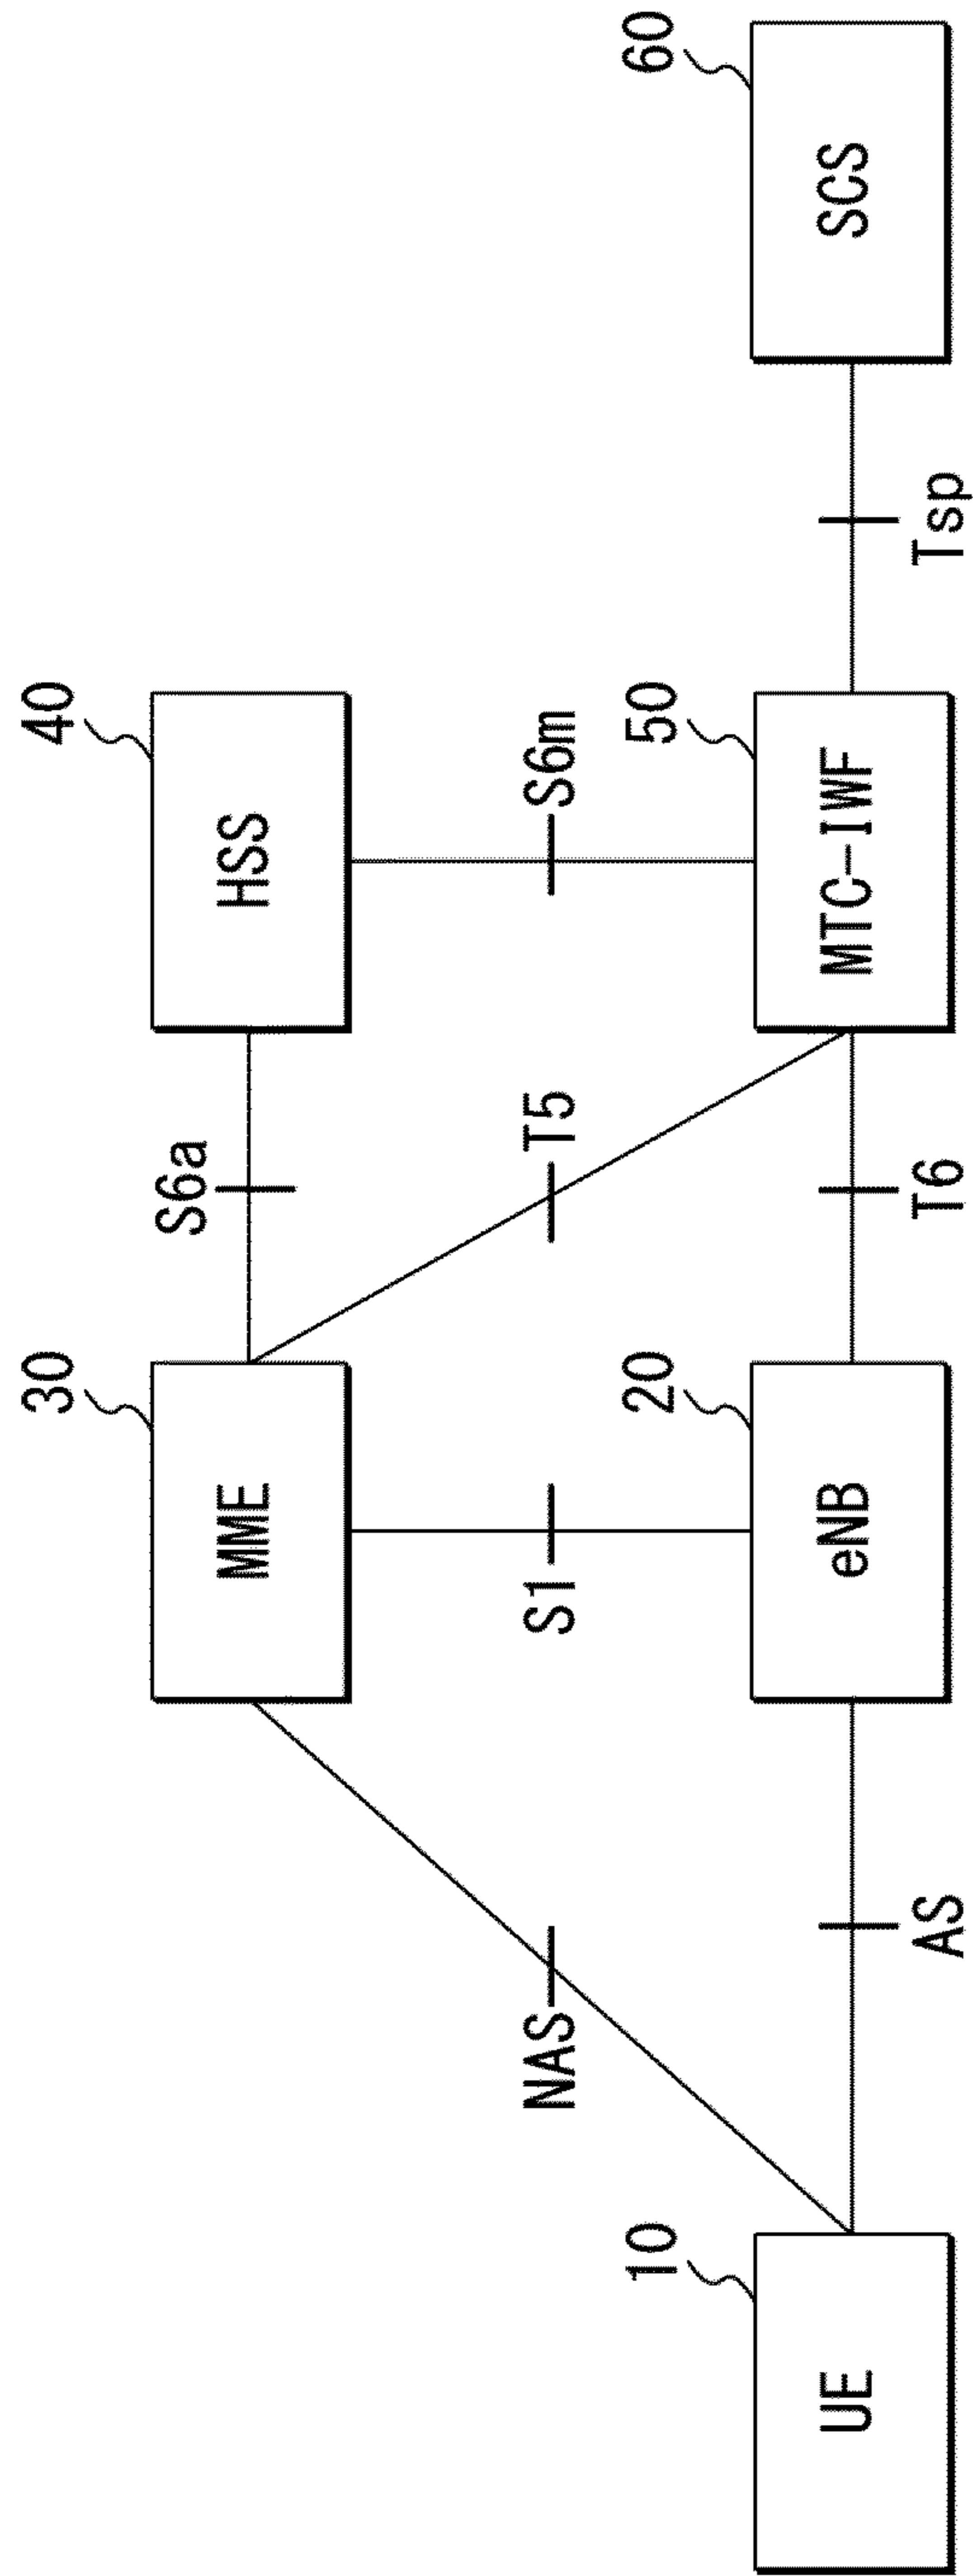 30
40
MME
S6a
HSS
NAS
S1
T5
S6m
10
20
50
60
UE
eNB
MTC-IWF
SCS
AS
T6
Tsp